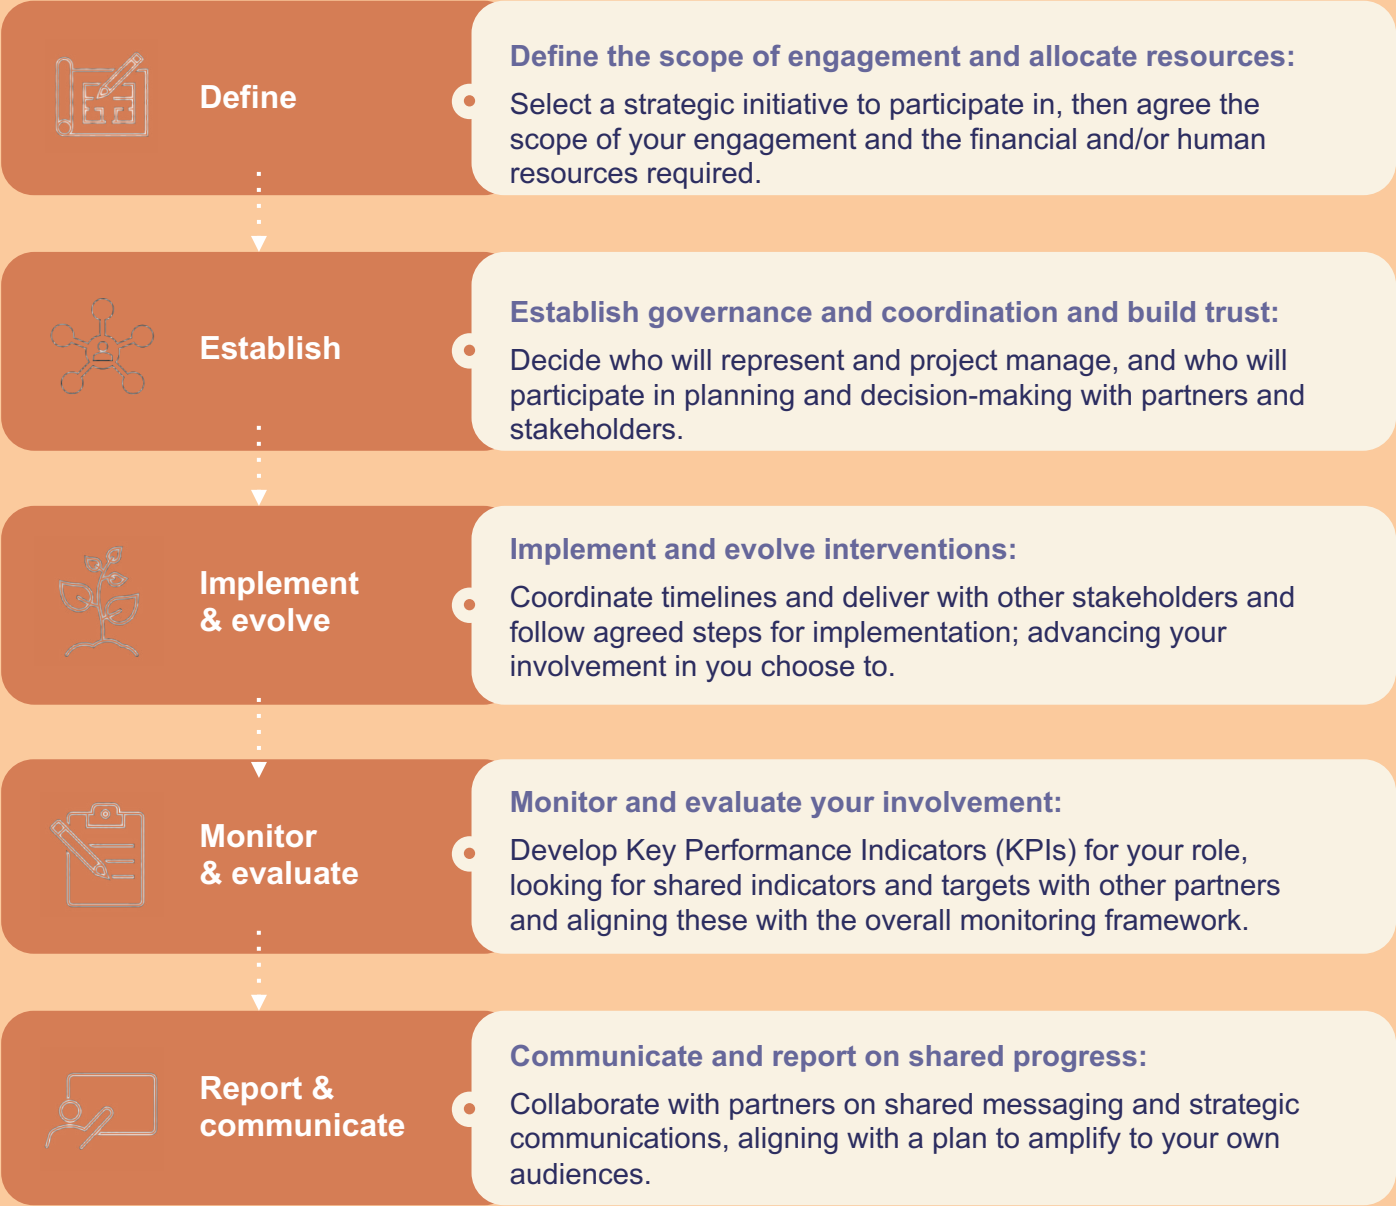 Define
Define the scope of engagement and allocate resources:
Select a strategic initiative to participate in, then agree the
scope of your engagement and the financial and/or human
resources required.
Establish
Establish governance and coordination and build trust:
Decide who will represent and project manage, and who will
participate in planning and decision-making with partners and
stakeholders.
Implement
& evolve
Implement and evolve interventions:
Coordinate timelines and deliver with other stakeholders and
follow agreed steps for implementation; advancing your
involvement in you choose to.
Monitor
& evaluate
Monitor and evaluate your involvement:
Develop Key Performance Indicators (KPIs) for your role,
looking for shared indicators and targets with other partners
and aligning these with the overall monitoring framework.
Report &
communicate
Communicate and report on shared progress:
Collaborate with partners on shared messaging and strategic
communications, aligning with a plan to amplify to your own
audiences.